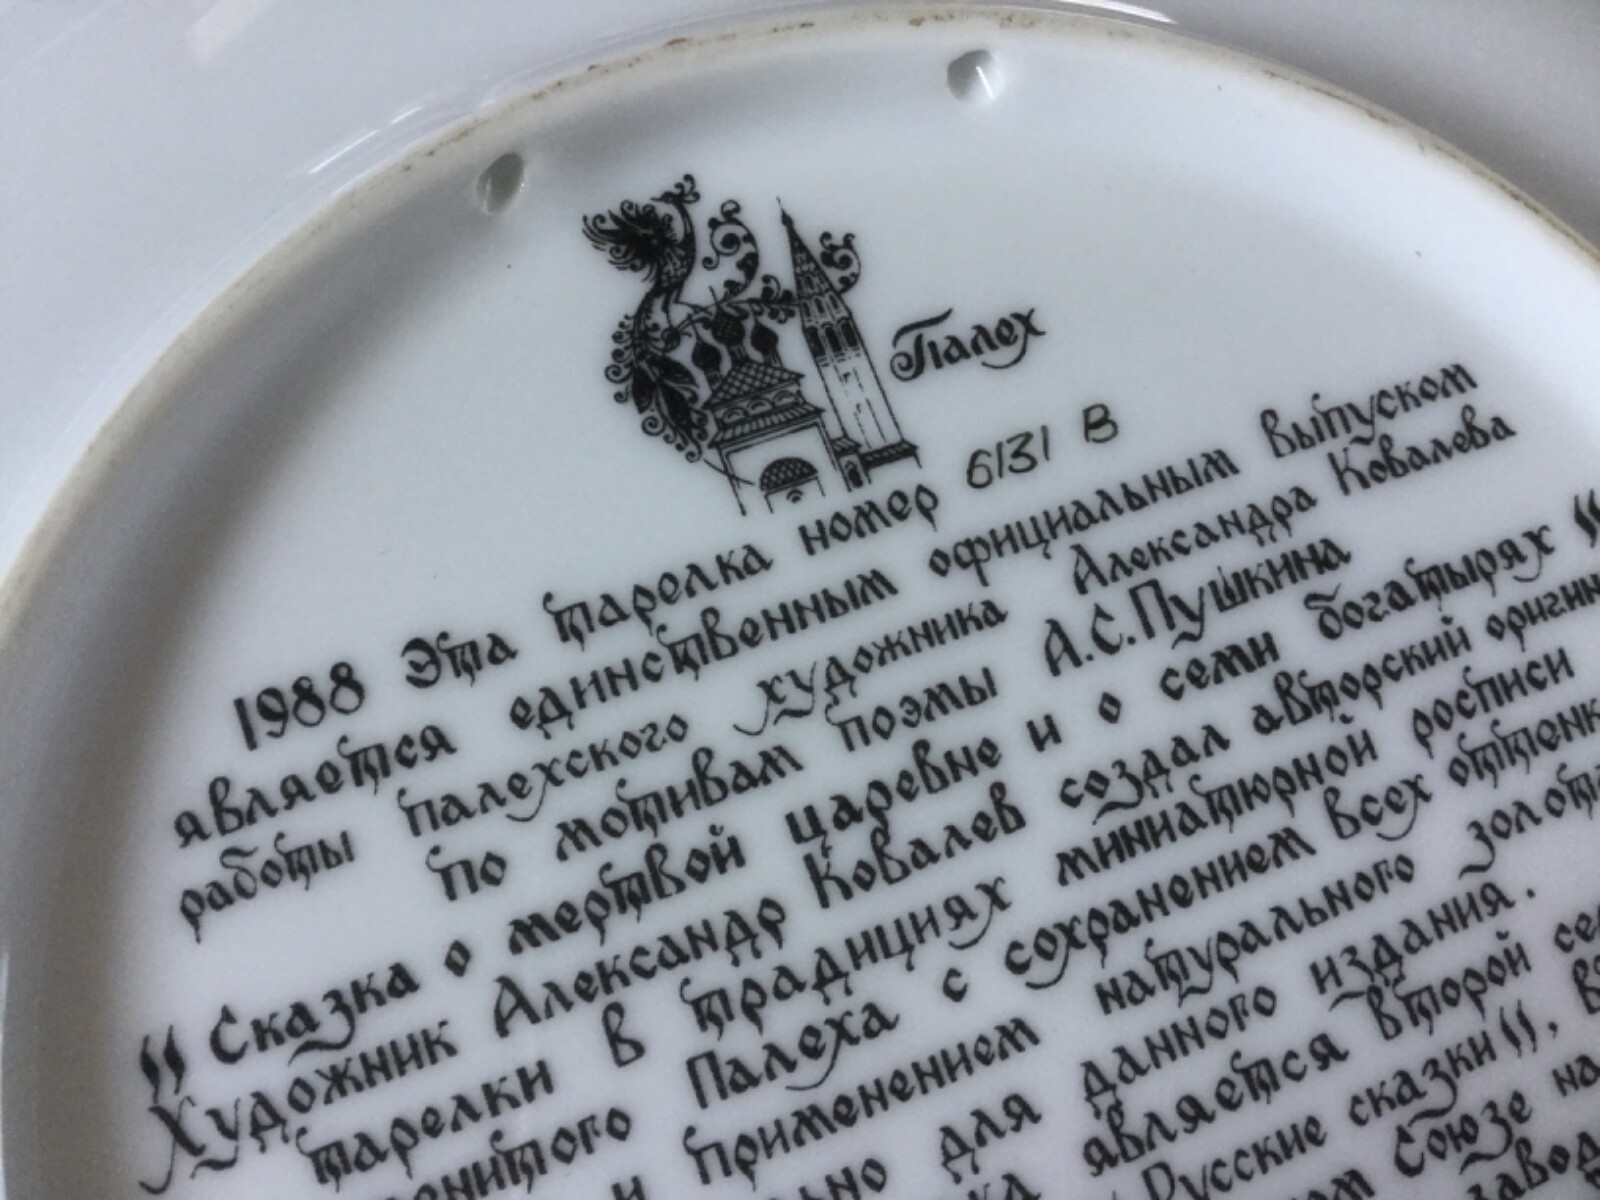 Палех
1988 Эта тарелка номер 6131 В
является единственным официальным выпуском
работы палехского художника Александра Ковалева
по мотивам поэмы А.С.Пушкина
"Сказка о мертвой царевне и о семи богатырях"
Художник Александр Ковалев создал авторский
тарелки в традициях миниатюрной росписи
Палеха с сохранением всех
и применением натурального
для данного издания.
является второй
Русские сказки",
Союзе на